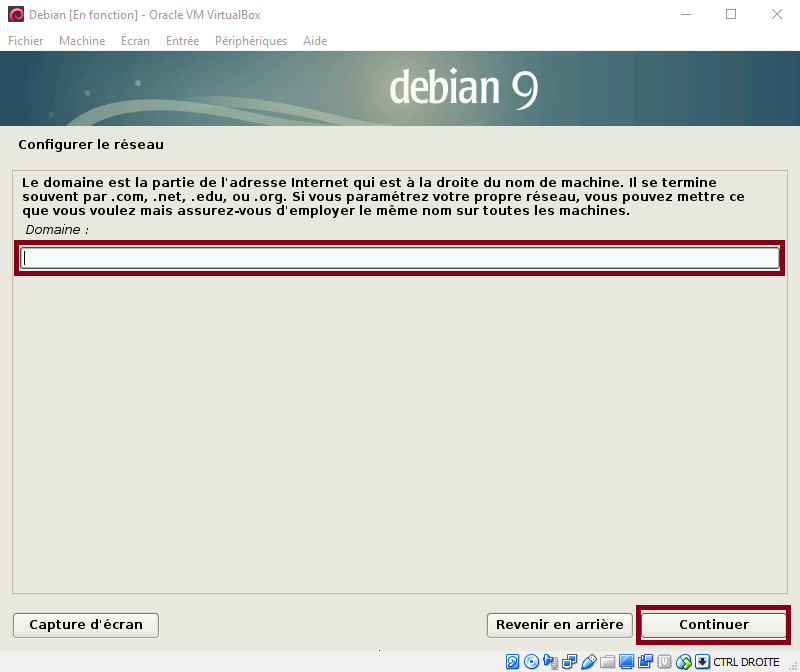 Debian [En fonction] - Oracle VM VirtualBox
Fichier Machine Écran Entrée Périphériques Aide
debian 9
Configurer le réseau
Le domaine est la partie de l'adresse Internet qui est à la droite du nom de machine. Il se termine
souvent par .com, .net, .edu, ou .org. Si vous paramétrez votre propre réseau, vous pouvez mettre ce
que vous voulez mais assurez-vous d'employer le même nom sur toutes les machines.
Domaine :
Capture d'écran Revenir en arrière Continuer
CTRL DROITE